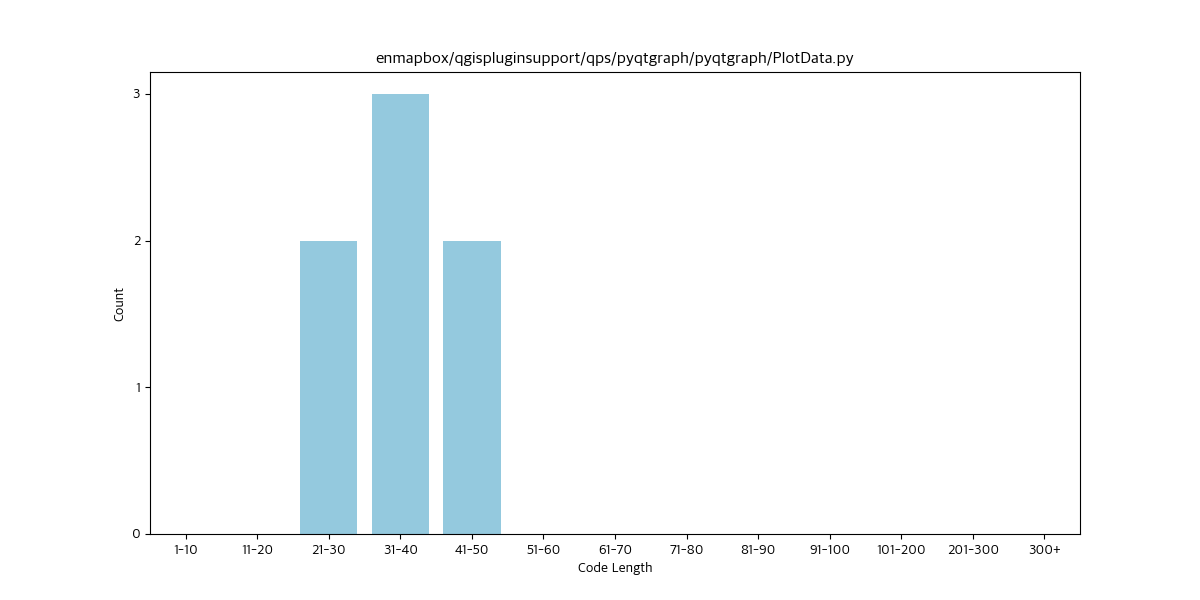 enmapbox/qgispluginsupport/qps/pyqtgraph/pyqtgraph/PlotData.py
3
2
1
0
Count
1-10 11-20 21-30 31-40 41-50 51-60 61-70 71-80 81-90 91-100 101-200 201-300 300+
Code Length